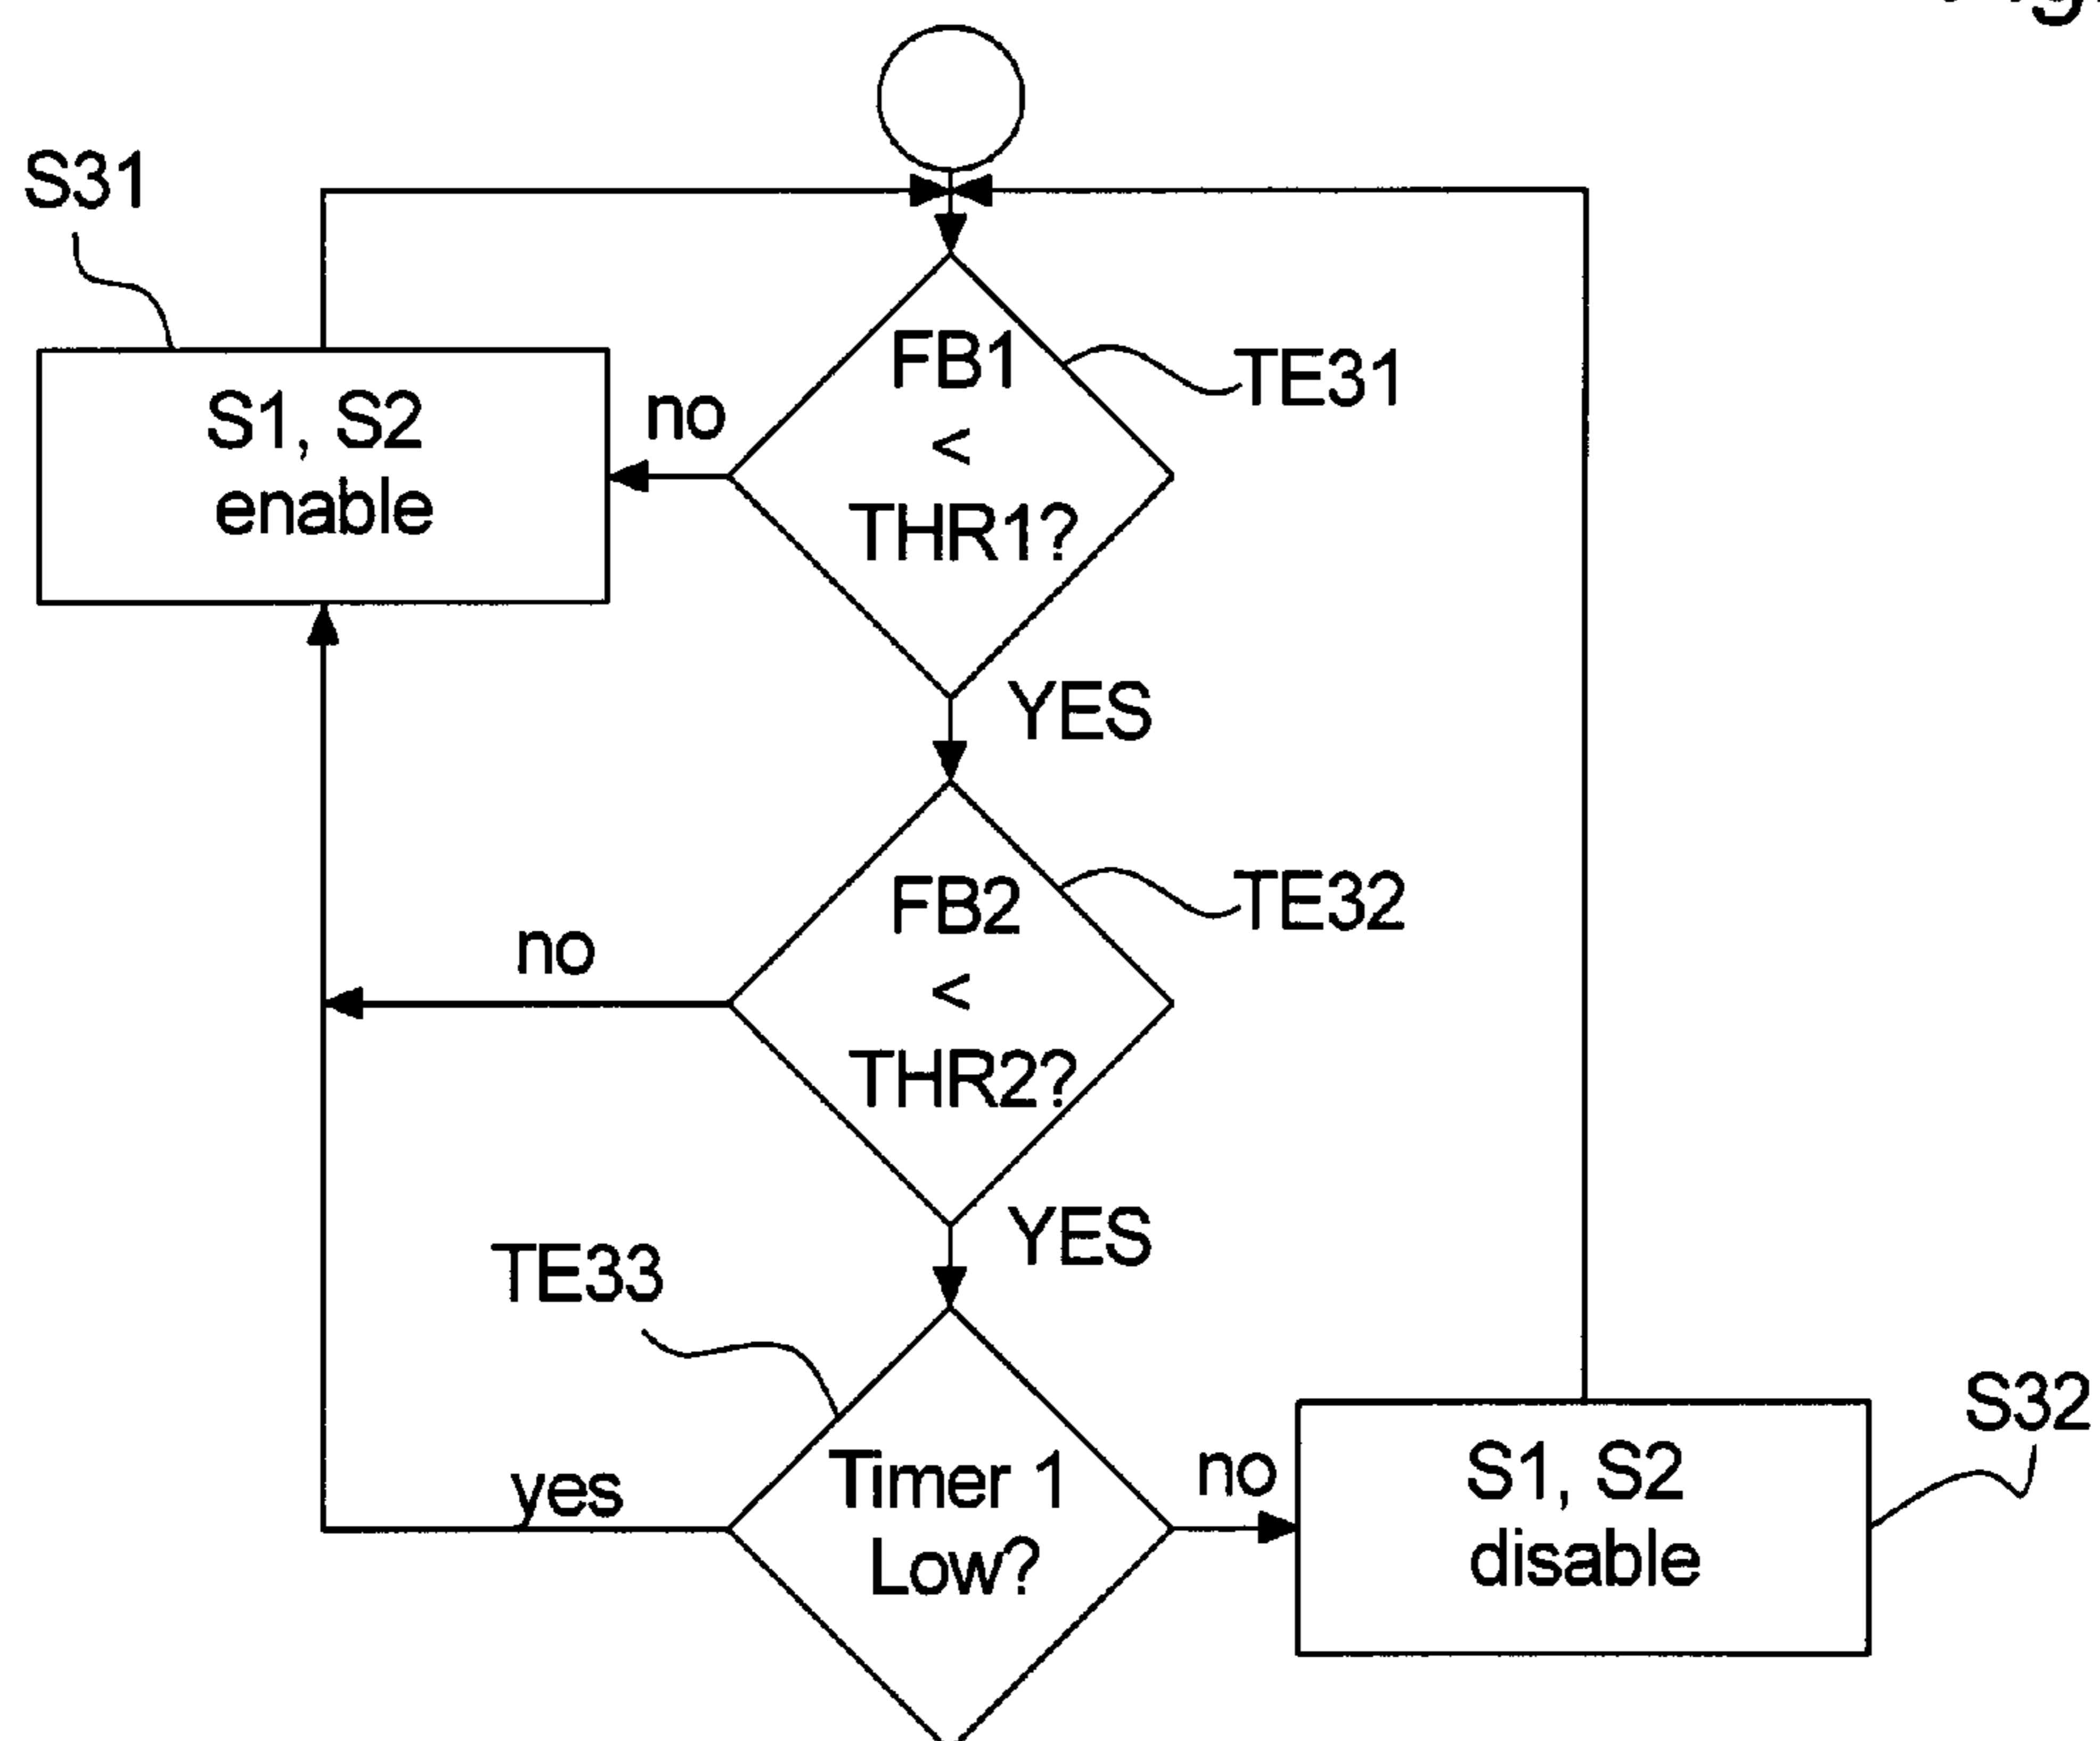 S31
S1, S2
enable
no
FB1
<
THR1?
TE31
YES
FB2
<
THR2?
TE32
no
YES
TE33
Timer 1
Low?
yes
no
S1, S2
disable
S32